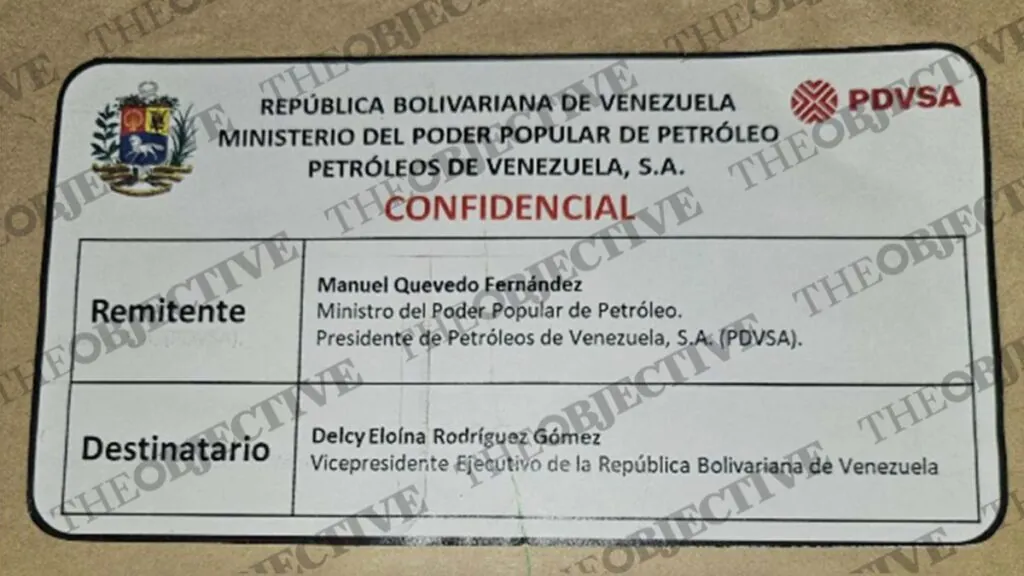 REPÚBLICA BOLIVARIANA DE VENEZUELA
MINISTERIO DEL PODER POPULAR DE PETRÓLEO
PETRÓLEOS DE VENEZUELA, S.A.
CONFIDENCIAL
PDVSA
Remitente
Manuel Quevedo Fernández
Ministro del Poder Popular de Petróleo.
Presidente de Petróleos de Venezuela, S.A. (PDVSA).
Destinatario
Delcy Eloína Rodríguez Gómez
Vicepresidente Ejecutivo de la República Bolivariana de Venezuela
THEOBJECTIVE